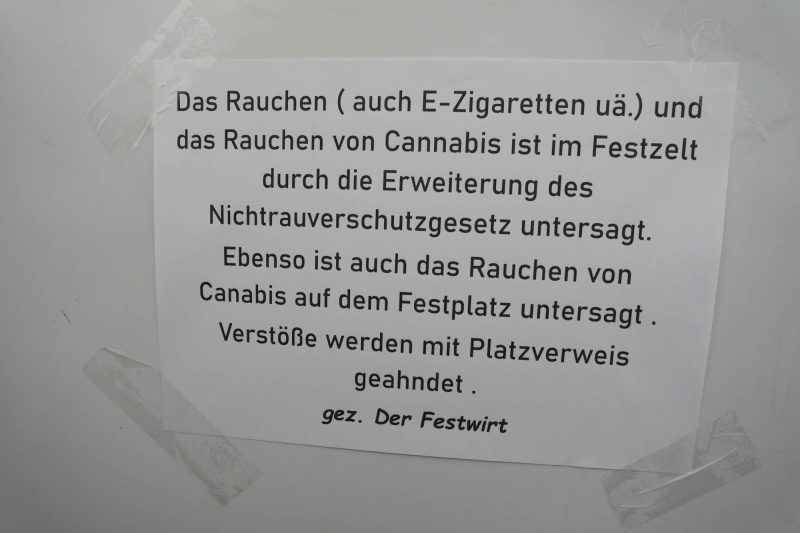 Das Rauchen ( auch E-Zigaretten uä.) und
das Rauchen von Cannabis ist im Festzelt
durch die Erweiterung des
Nichtrauverschutzgesetz untersagt.
Ebenso ist auch das Rauchen von
Canabis auf dem Festplatz untersagt .
Verstöße werden mit Platzverweis
geahndet .
gez. Der Festwirt